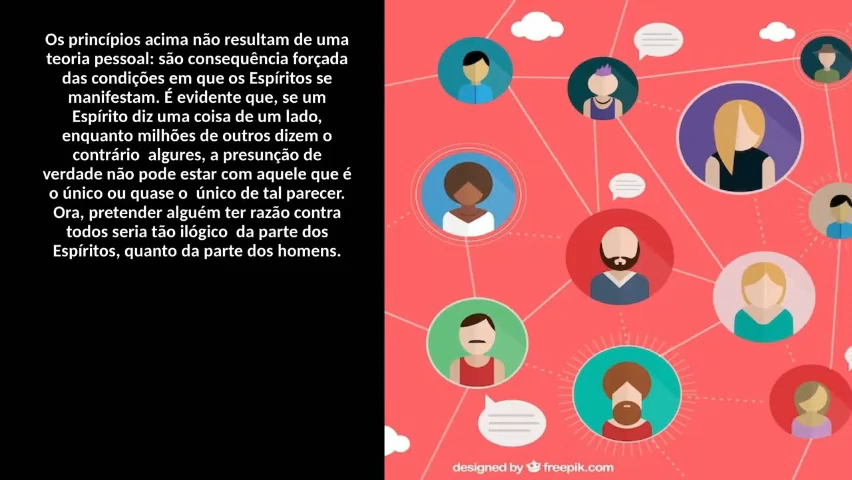 Os princípios acima não resultam de uma
teoria pessoal: são consequência forçada
das condições em que os Espíritos se
manifestam. É evidente que, se um
Espírito diz uma coisa de um lado,
enquanto milhões de outros dizem o
contrário  algures, a presunção de
verdade não pode estar com aquele que é
o único ou quase o  único de tal parecer.
Ora, pretender alguém ter razão contra
todos seria tão ilógico  da parte dos
Espíritos, quanto da parte dos homens.
designed by freepik.com